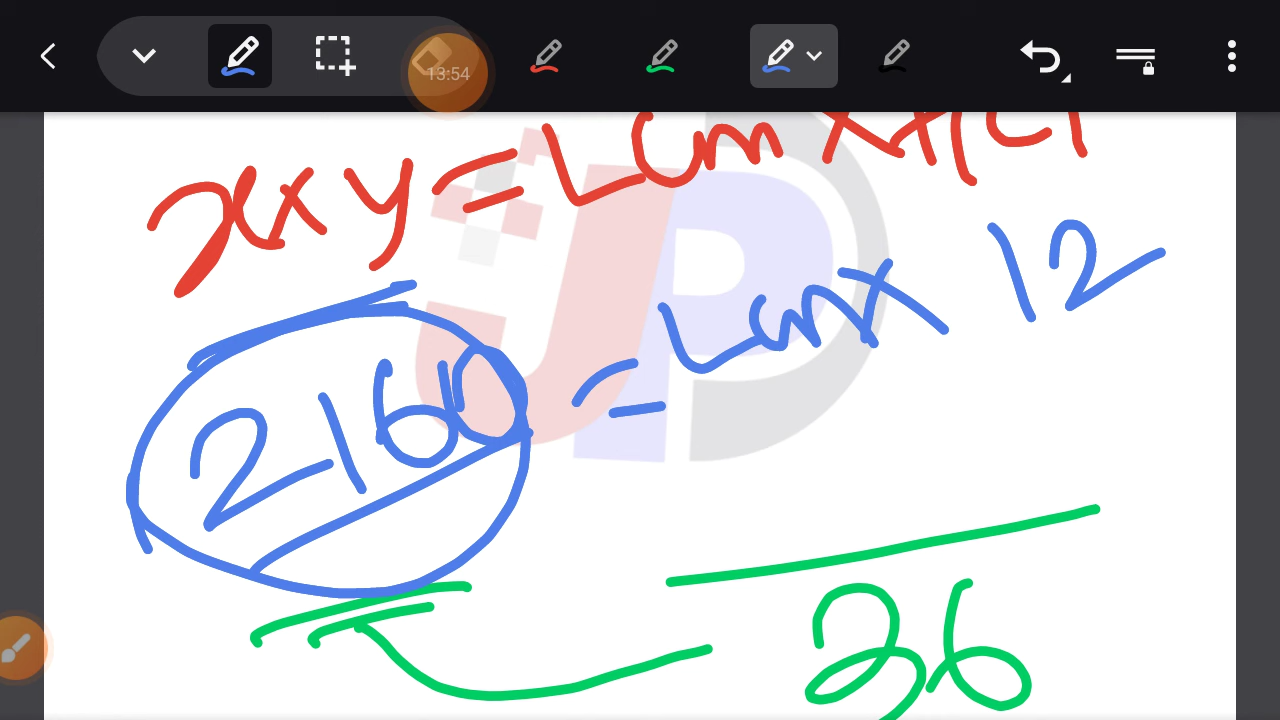 13:54
x × y = LCM × HCF
2160 = LCM × 12
36